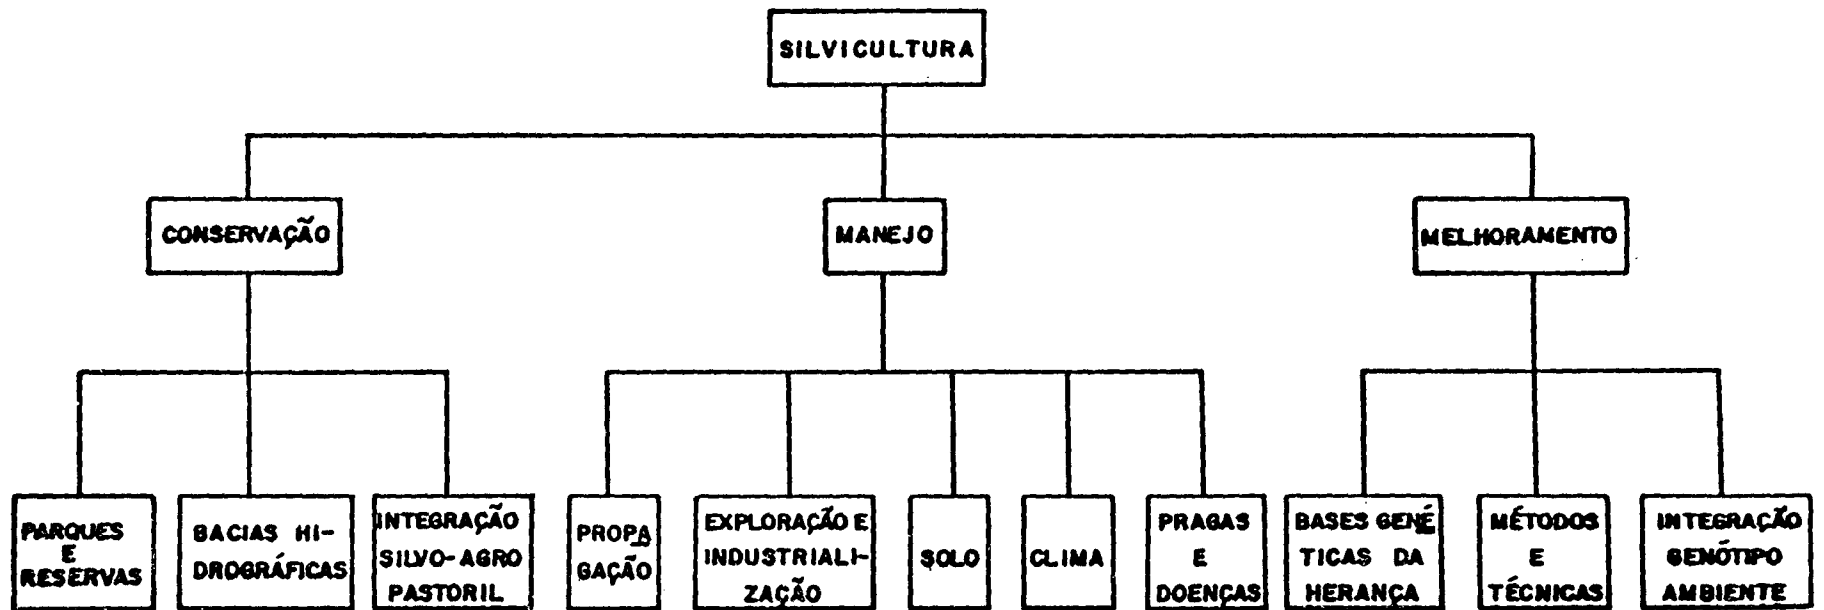 SILVICULTURA
CONSERVAÇÃO
MANEJO
MELHORAMENTO
PARQUES
E
RESERVAS
BACIAS HI-
DROGRÁFICAS
INTEGRAÇÃO
SILVO-AGRO
PASTORIL
PROPA
GAÇÃO
EXPLORAÇÃO E
INDUSTRIALI-
ZAÇÃO
SOLO
CLIMA
PRAGAS
E
DOENÇAS
BASES GENÉ
TICAS DA
HERANÇA
MÉTODOS
E
TÉCNICAS
INTEGRAÇÃO
GENÓTIPO
AMBIENTE